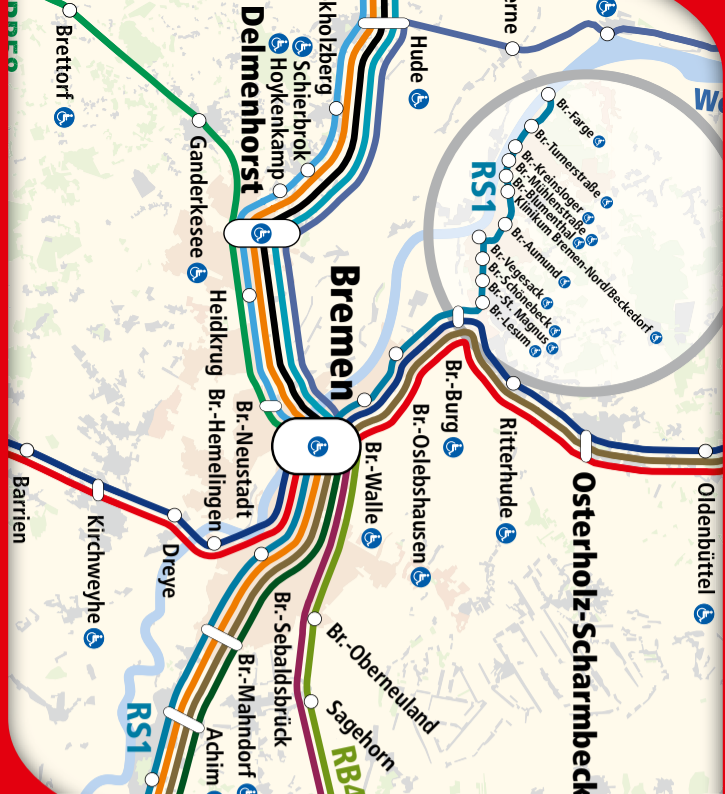 Brettorf
Ganderkesee
Delmenhorst
Hoykenkamp
Schierbrok
Hude
Heidkrug
Bremen
Br.-Neustadt
Br.-Hemelingen
Barrien
Kirchweyhe
Dreye
RS1
Br.-Farge
Br.-Turnerstraße
Br.-Kreinsloger
Br.-Mühlenstraße
Br.-Blumenthal
Klinikum Bremen-Nord/Beckedorf
Br.-Aumund
Br.-Vegesack
Br.-Schönebeck
Br.-St. Magnus
Br.-Lesum
Br.-Burg
Br.-Oslebshausen
Br.-Walle
Ritterhude
Osterholz-Scharmbeck
Oldenbüttel
Br.-Sebaldsbrück
Br.-Mahndorf
Achim
RS1
Br.-Oberneuland
Sagehorn